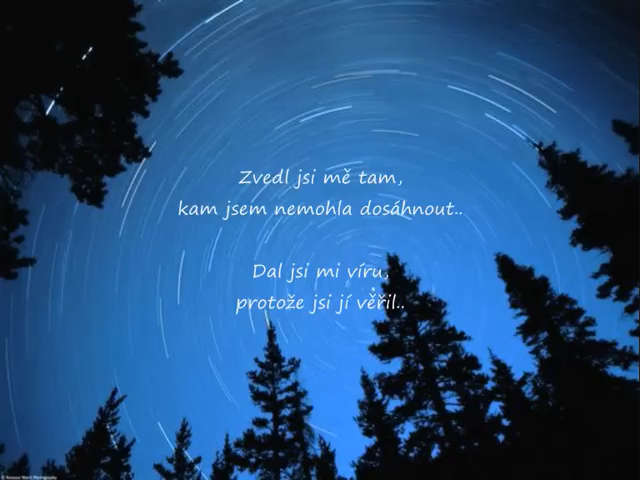 Zvedl jsi mě tam,
kam jsem nemohla dosáhnout..
Dal jsi mi víru,
protože jsi jí věřil..